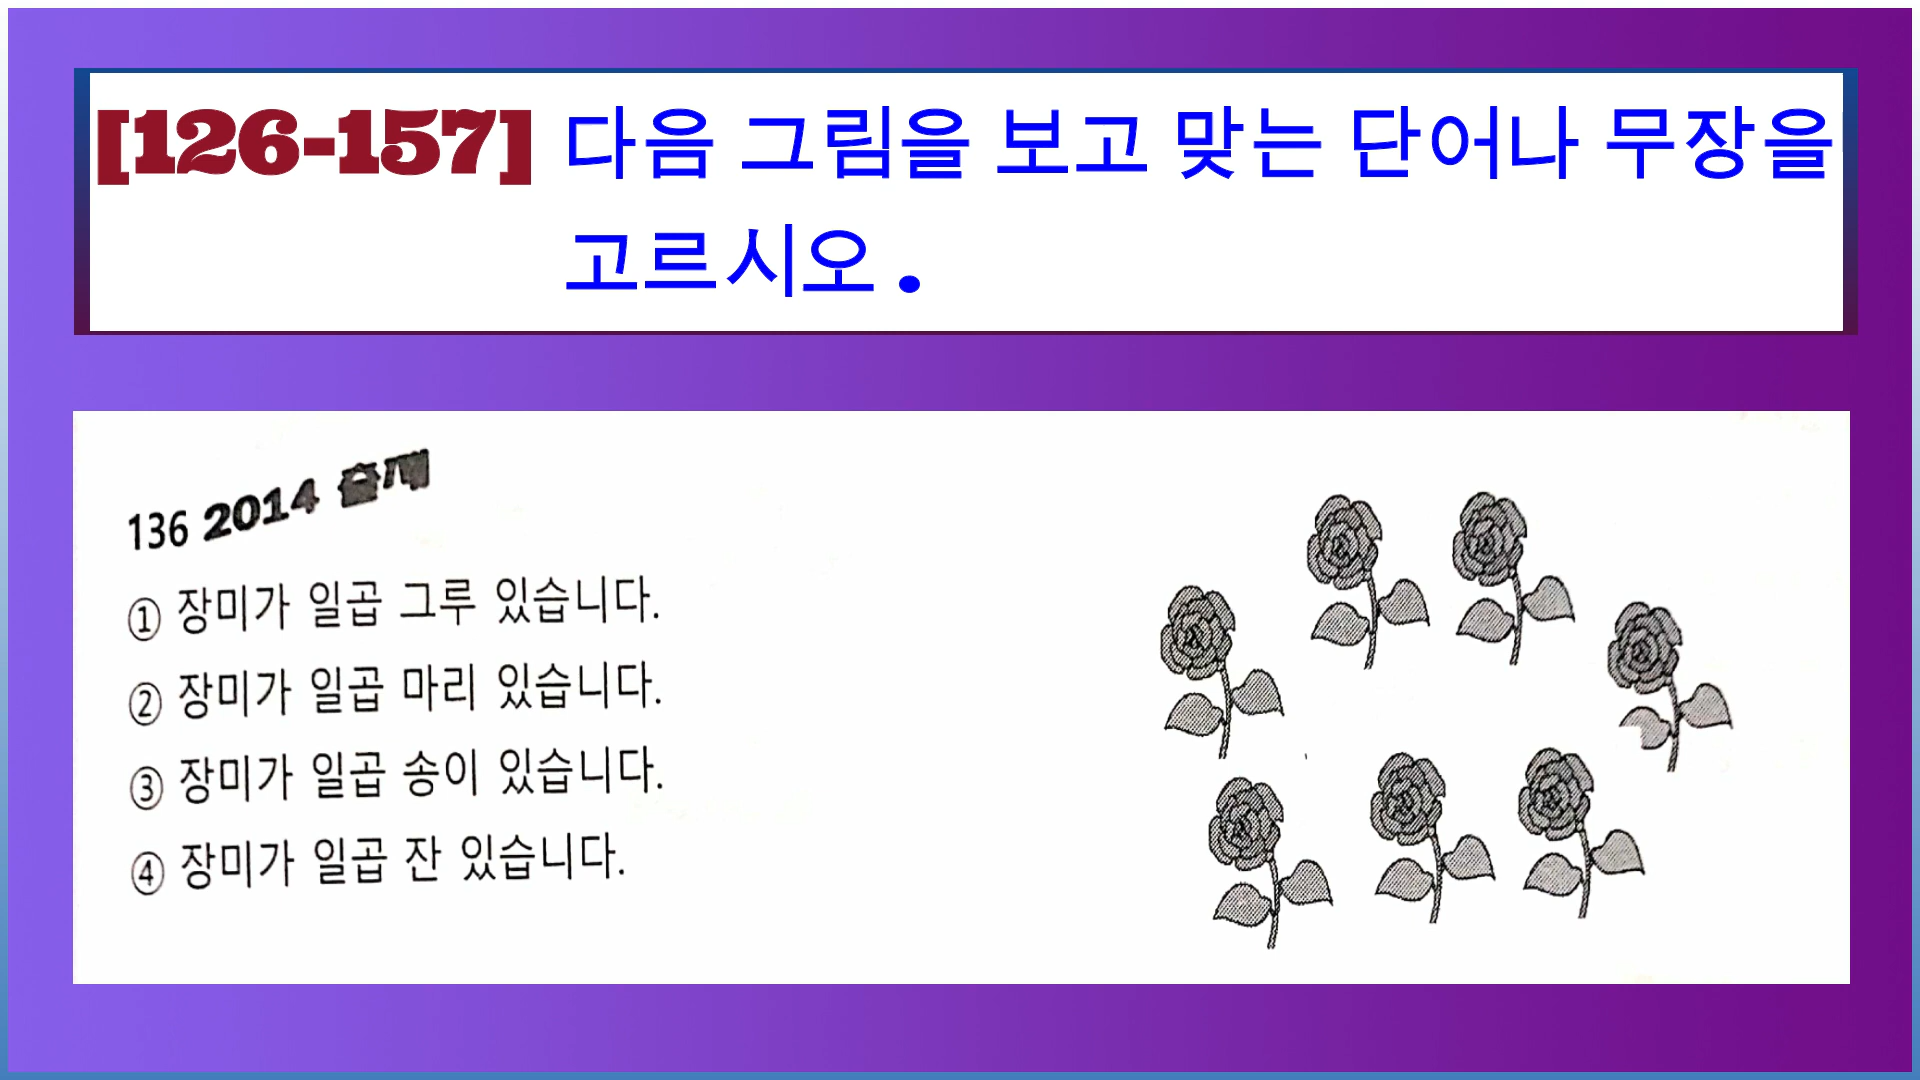 [126-157] 다음 그림을 보고 맞는 단어나 무장을
고르시오.
136 2014 출제
① 장미가 일곱 그루 있습니다.
② 장미가 일곱 마리 있습니다.
③ 장미가 일곱 송이 있습니다.
④ 장미가 일곱 잔 있습니다.